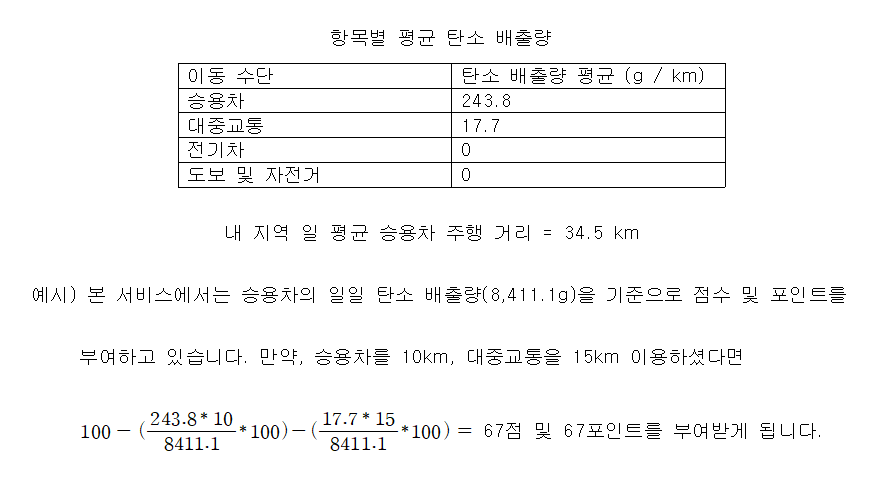 항목별 평균 탄소 배출량
이동 수단 탄소 배출량 평균 (g / km)
승용차 243.8
대중교통 17.7
전기차 0
도보 및 자전거 0
내 지역 일 평균 승용차 주행 거리 = 34.5 km
예시) 본 서비스에서는 승용차의 일일 탄소 배출량(8,411.1g)을 기준으로 점수 및 포인트를
부여하고 있습니다. 만약, 승용차를 10km, 대중교통을 15km 이용하셨다면
100 − (243.8 * 10 / 8411.1 * 100) − (17.7 * 15 / 8411.1 * 100) = 67점 및 67포인트를 부여받게 됩니다.